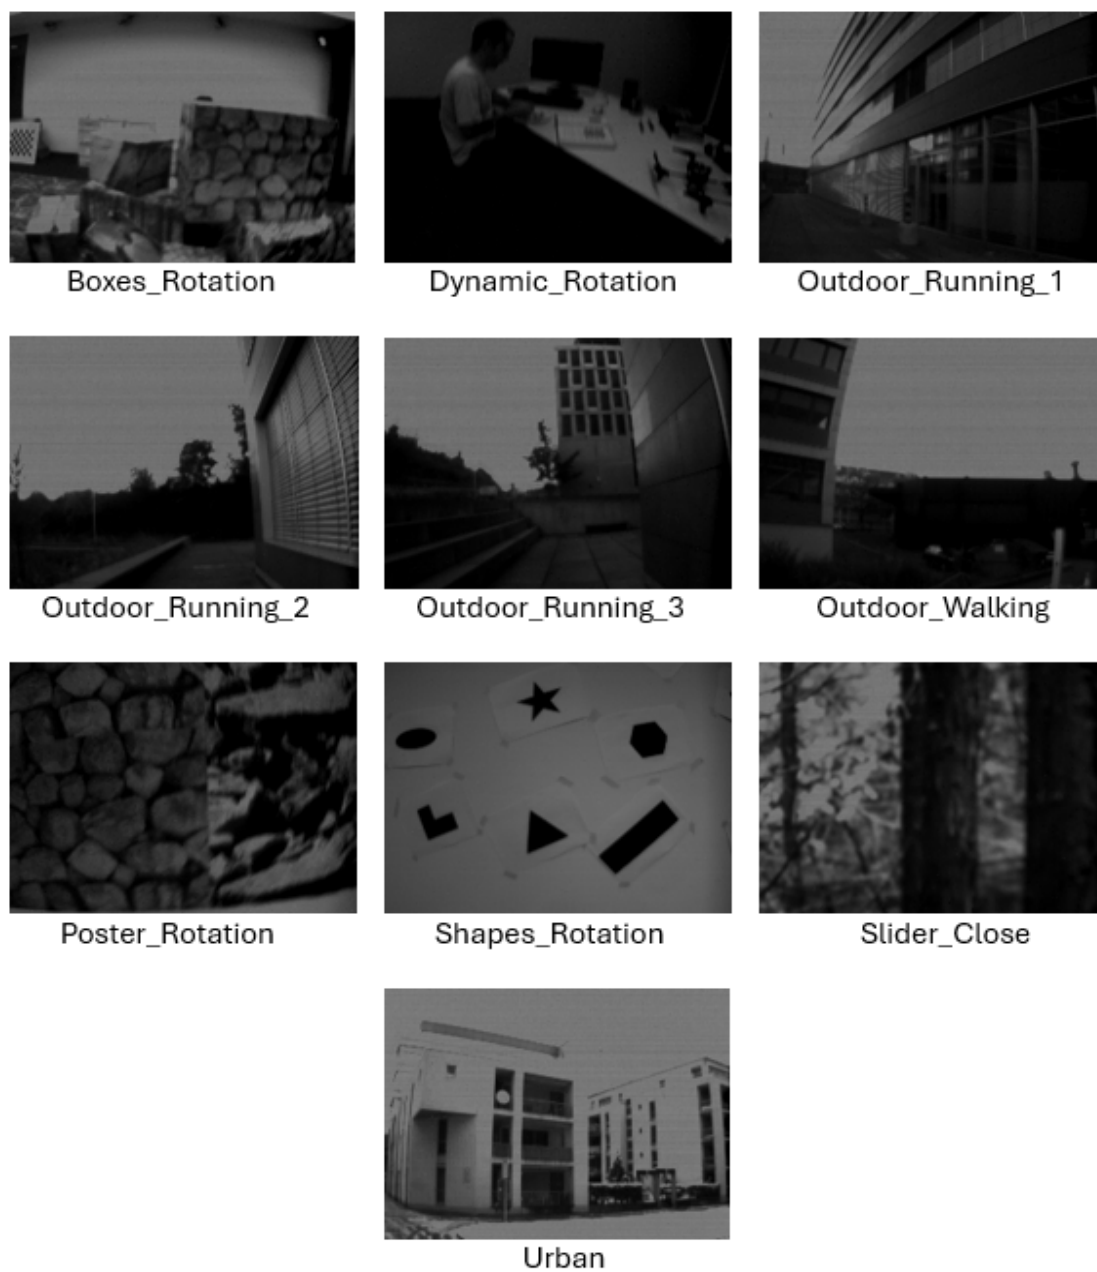 Boxes_Rotation
Dynamic_Rotation
Outdoor_Running_1
Outdoor_Running_2
Outdoor_Running_3
Outdoor_Walking
Poster_Rotation
Shapes_Rotation
Slider_Close
Urban